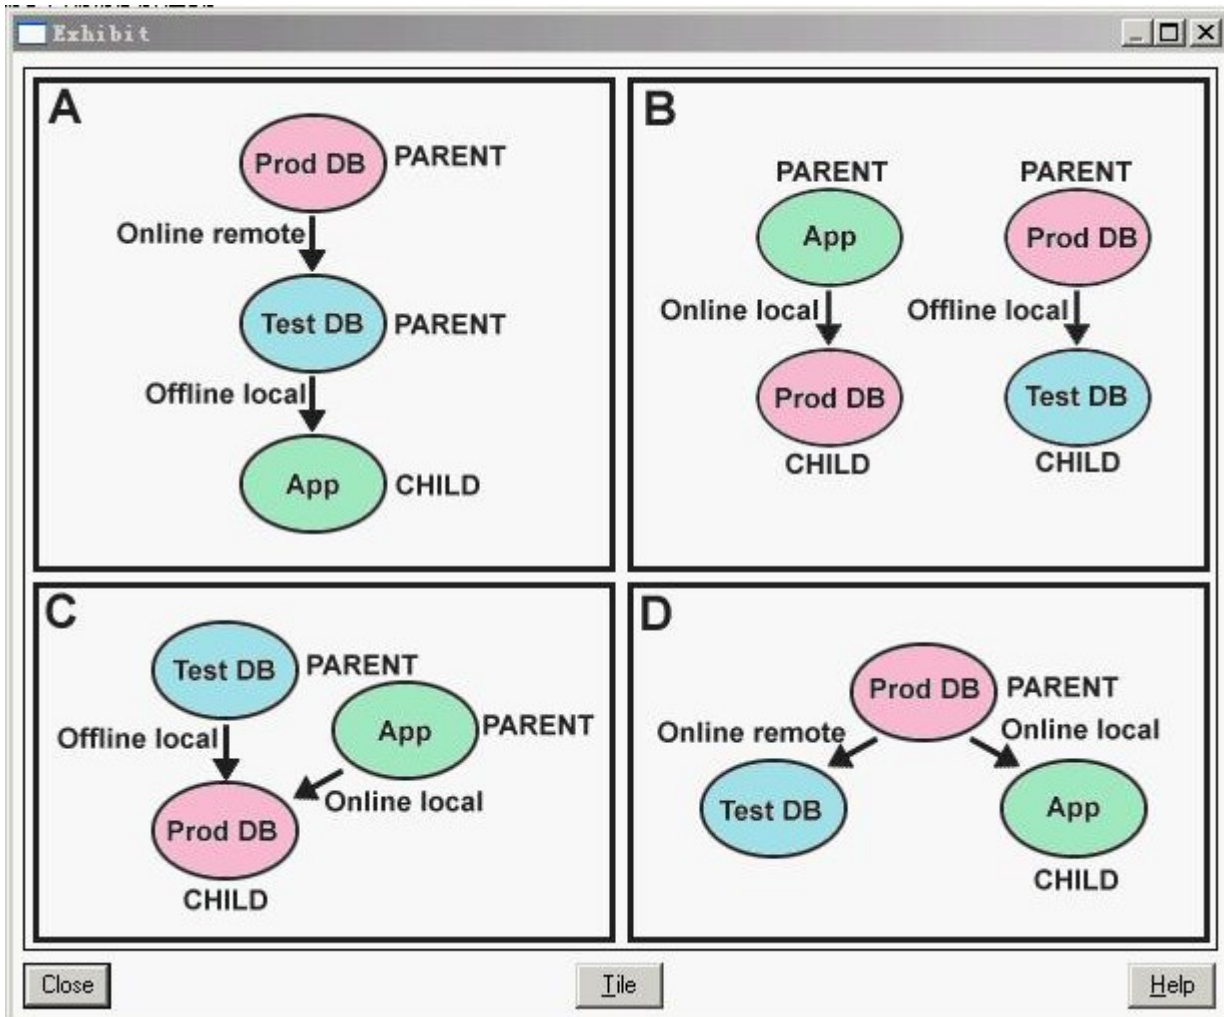 Exhibit
A
Prod DB PARENT
Online remote
Test DB PARENT
Offline local
App CHILD
B
PARENT PARENT
App Prod DB
Online local Offline local
Prod DB Test DB
CHILD CHILD
C
Test DB PARENT
App PARENT
Offline local
Online local
Prod DB
CHILD
D
Prod DB PARENT
Online remote Online local
Test DB App
CHILD
Close Tile Help